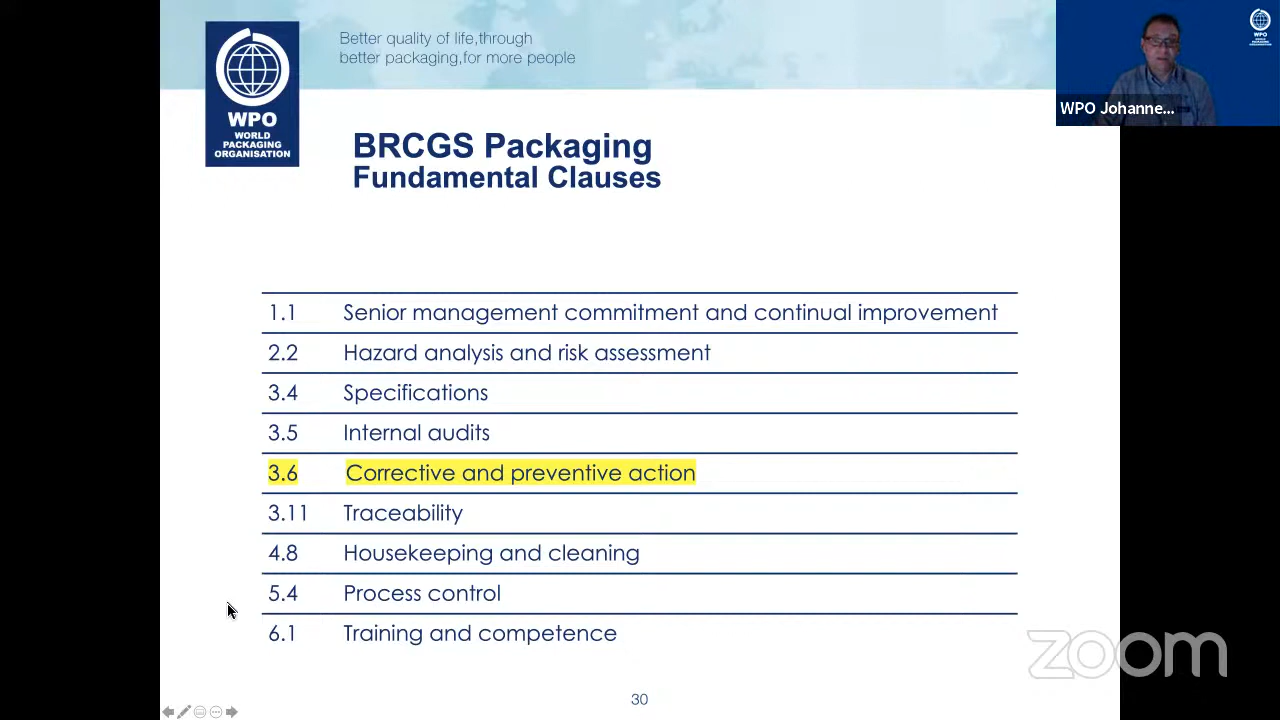 Better quality of life,through
better packaging,for more people
WPO
WORLD
PACKAGING
ORGANISATION
BRCGS Packaging
Fundamental Clauses
1.1 Senior management commitment and continual improvement
2.2 Hazard analysis and risk assessment
3.4 Specifications
3.5 Internal audits
3.6 Corrective and preventive action
3.11 Traceability
4.8 Housekeeping and cleaning
5.4 Process control
6.1 Training and competence
30
WPO
WPO Johanne...
zoom